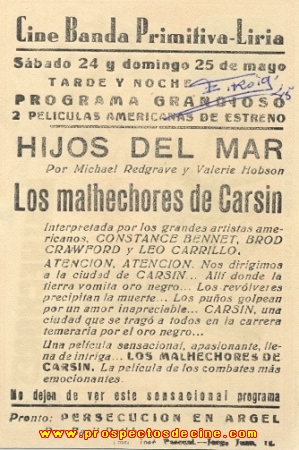 Cine Banda Primitiva-Liria
Sábado 24 y domingo 25 de mayo
TARDE Y NOCHE
PROGRAMA GRANDIOSO
2 PELICULAS AMERICANAS DE ESTRENO
HIJOS DEL MAR
Por Michael Redgrave y Valerie Hobson
Los malhechores de Carsin
Interpretada por los grandes artistas ame-
ricanos, CONSTANCE BENNET, BROD
CRAWFORD y LEO CARRILLO.
ATENCION, ATENCION. Nos dirigimos
a la ciudad de CARSIN... Allí donde la
tierra vomita oro negro... Los revólveres
precipitan la muerte... Los puños golpean
por un amor inapreciable... CARSIN, una
ciudad que se tragó a todos en la carrera
temeraria por el oro negro...
Una película sensacional, apasionante, lle-
na de intriga... LOS MALHECHORES DE
CARSIN. La película de los combates más
emocionantes.
No dejen de ver este sensacional programa
Pronto: PERSECUCION EN ARGEL
www.prospectosdecine.com